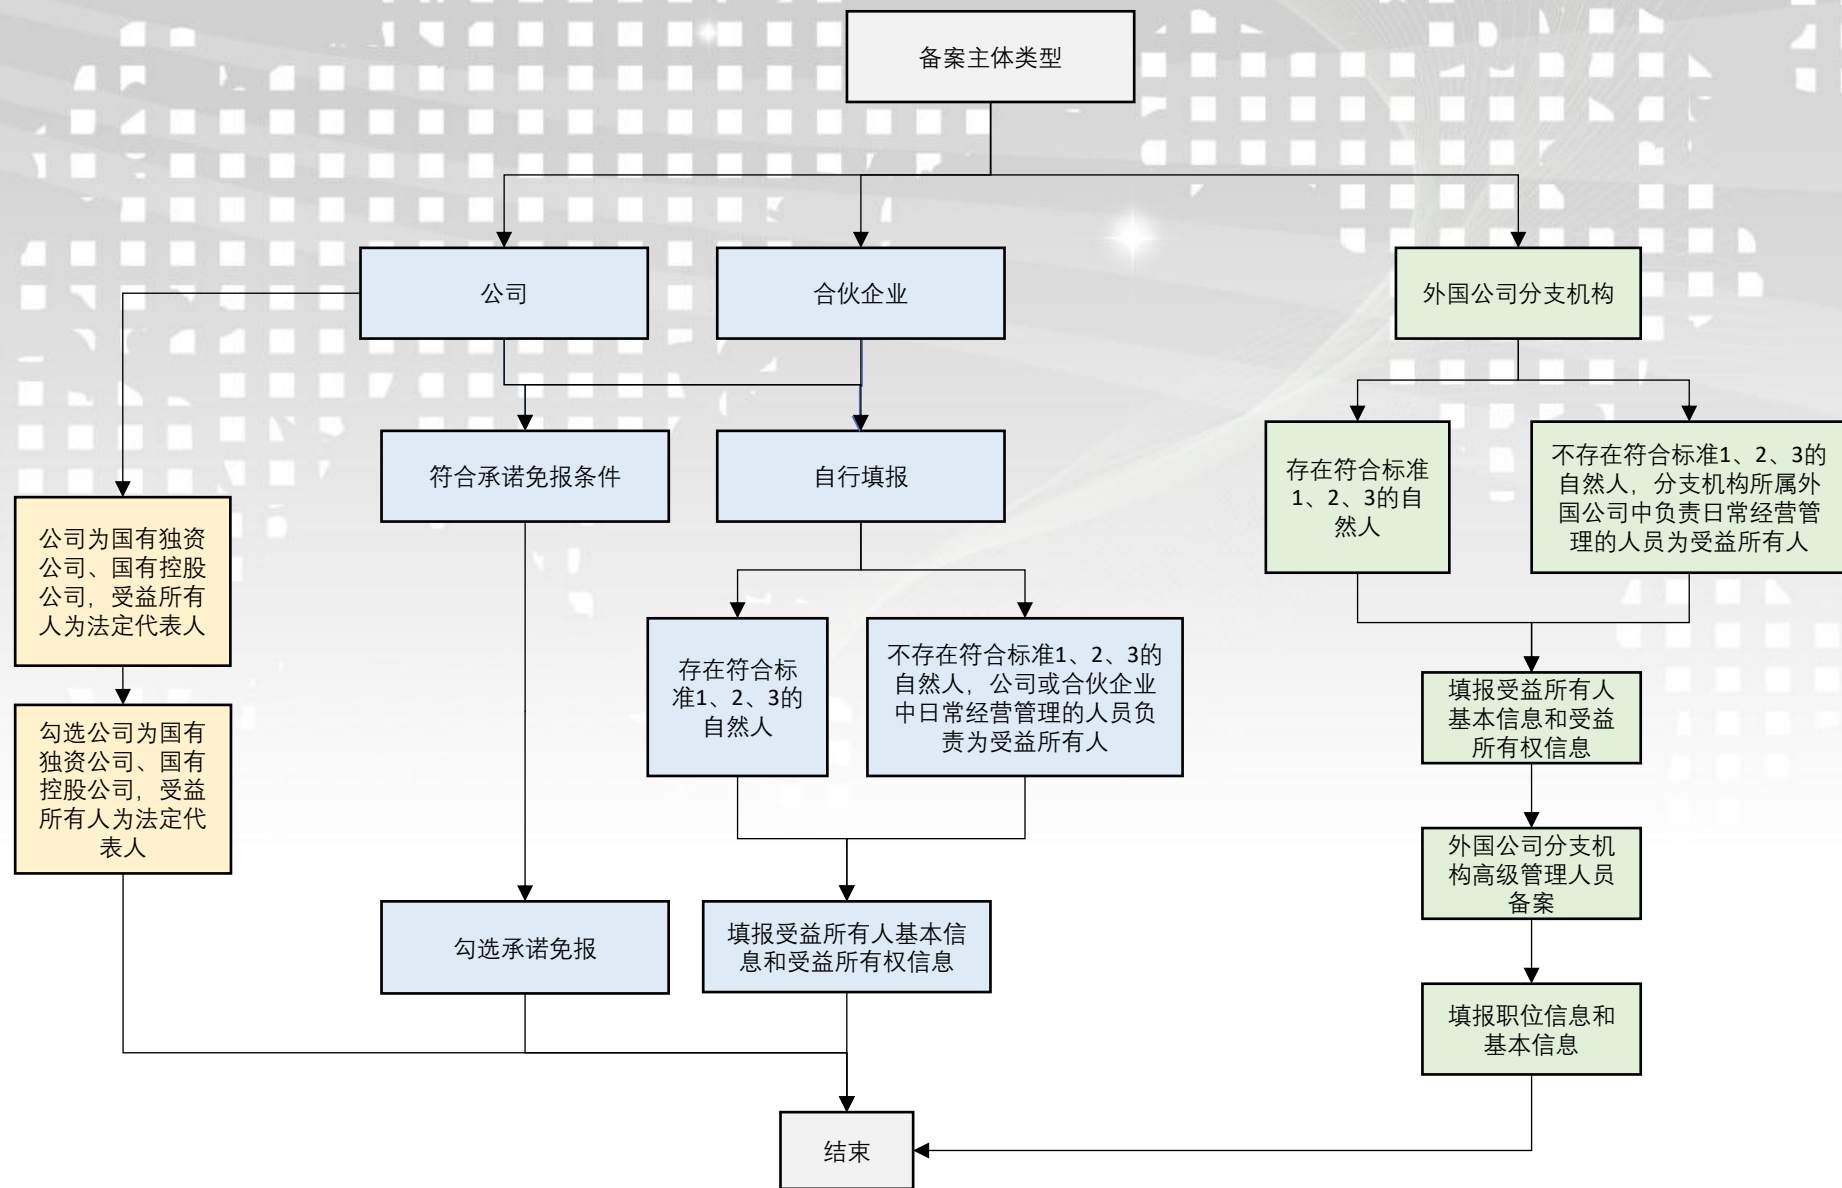 备案主体类型
公司
合伙企业
外国公司分支机构
符合承诺免报条件
自行填报
存在符合标准
1、2、3的自
然人
不存在符合标准1、2、3的
自然人，分支机构所属外
国公司中负责日常经营管
理的人员为受益所有人
公司为国有独资
公司、国有控股
公司，受益所有
人为法定代表人
存在符合标
准1、2、3的
自然人
不存在符合标准1、2、3的
自然人，公司或合伙企业
中日常经营管理的人员负
责为受益所有人
填报受益所有人
基本信息和受益
所有权信息
勾选公司为国有
独资公司、国有
控股公司，受益
所有人为法定代
表人
外国公司分支机
构高级管理人员
备案
勾选承诺免报
填报受益所有人基本信
息和受益所有权信息
填报职位信息和
基本信息
结束